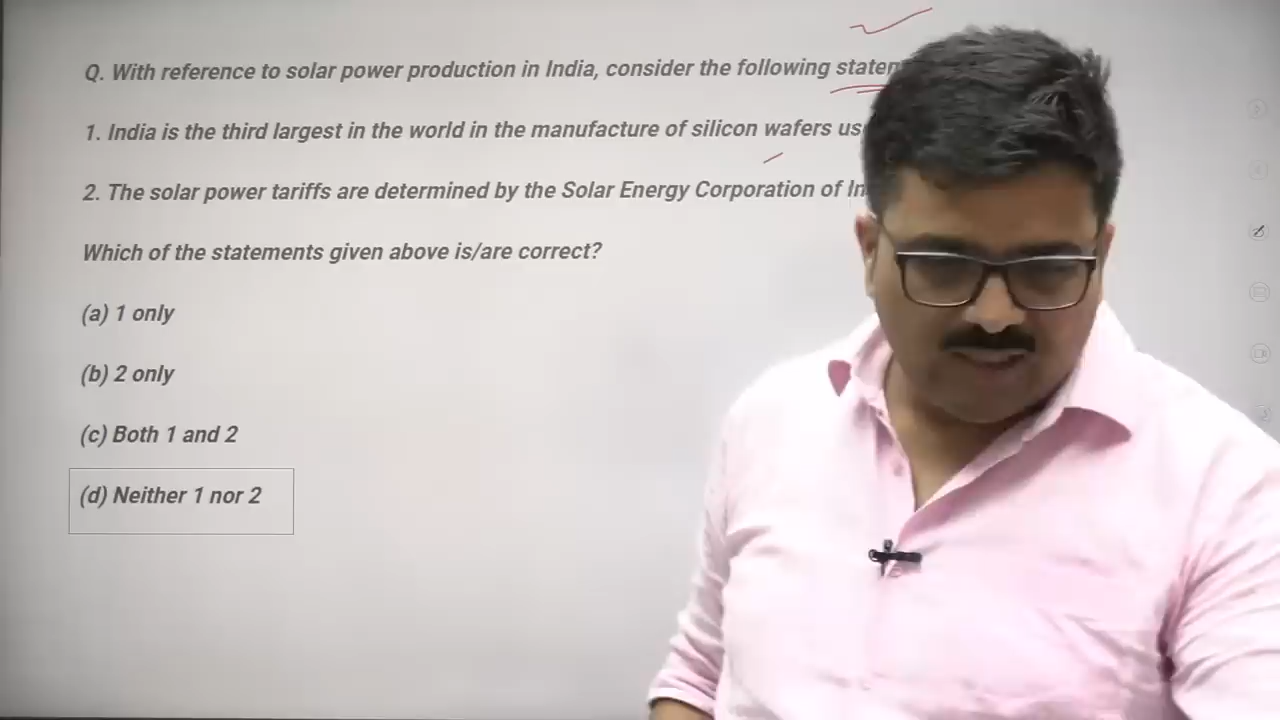 Q. With reference to solar power production in India, consider the following
1. India is the third largest in the world in the manufacture of silicon wafers
2. The solar power tariffs are determined by the Solar Energy Corporation of
Which of the statements given above is/are correct?
(a) 1 only
(b) 2 only
(c) Both 1 and 2
(d) Neither 1 nor 2